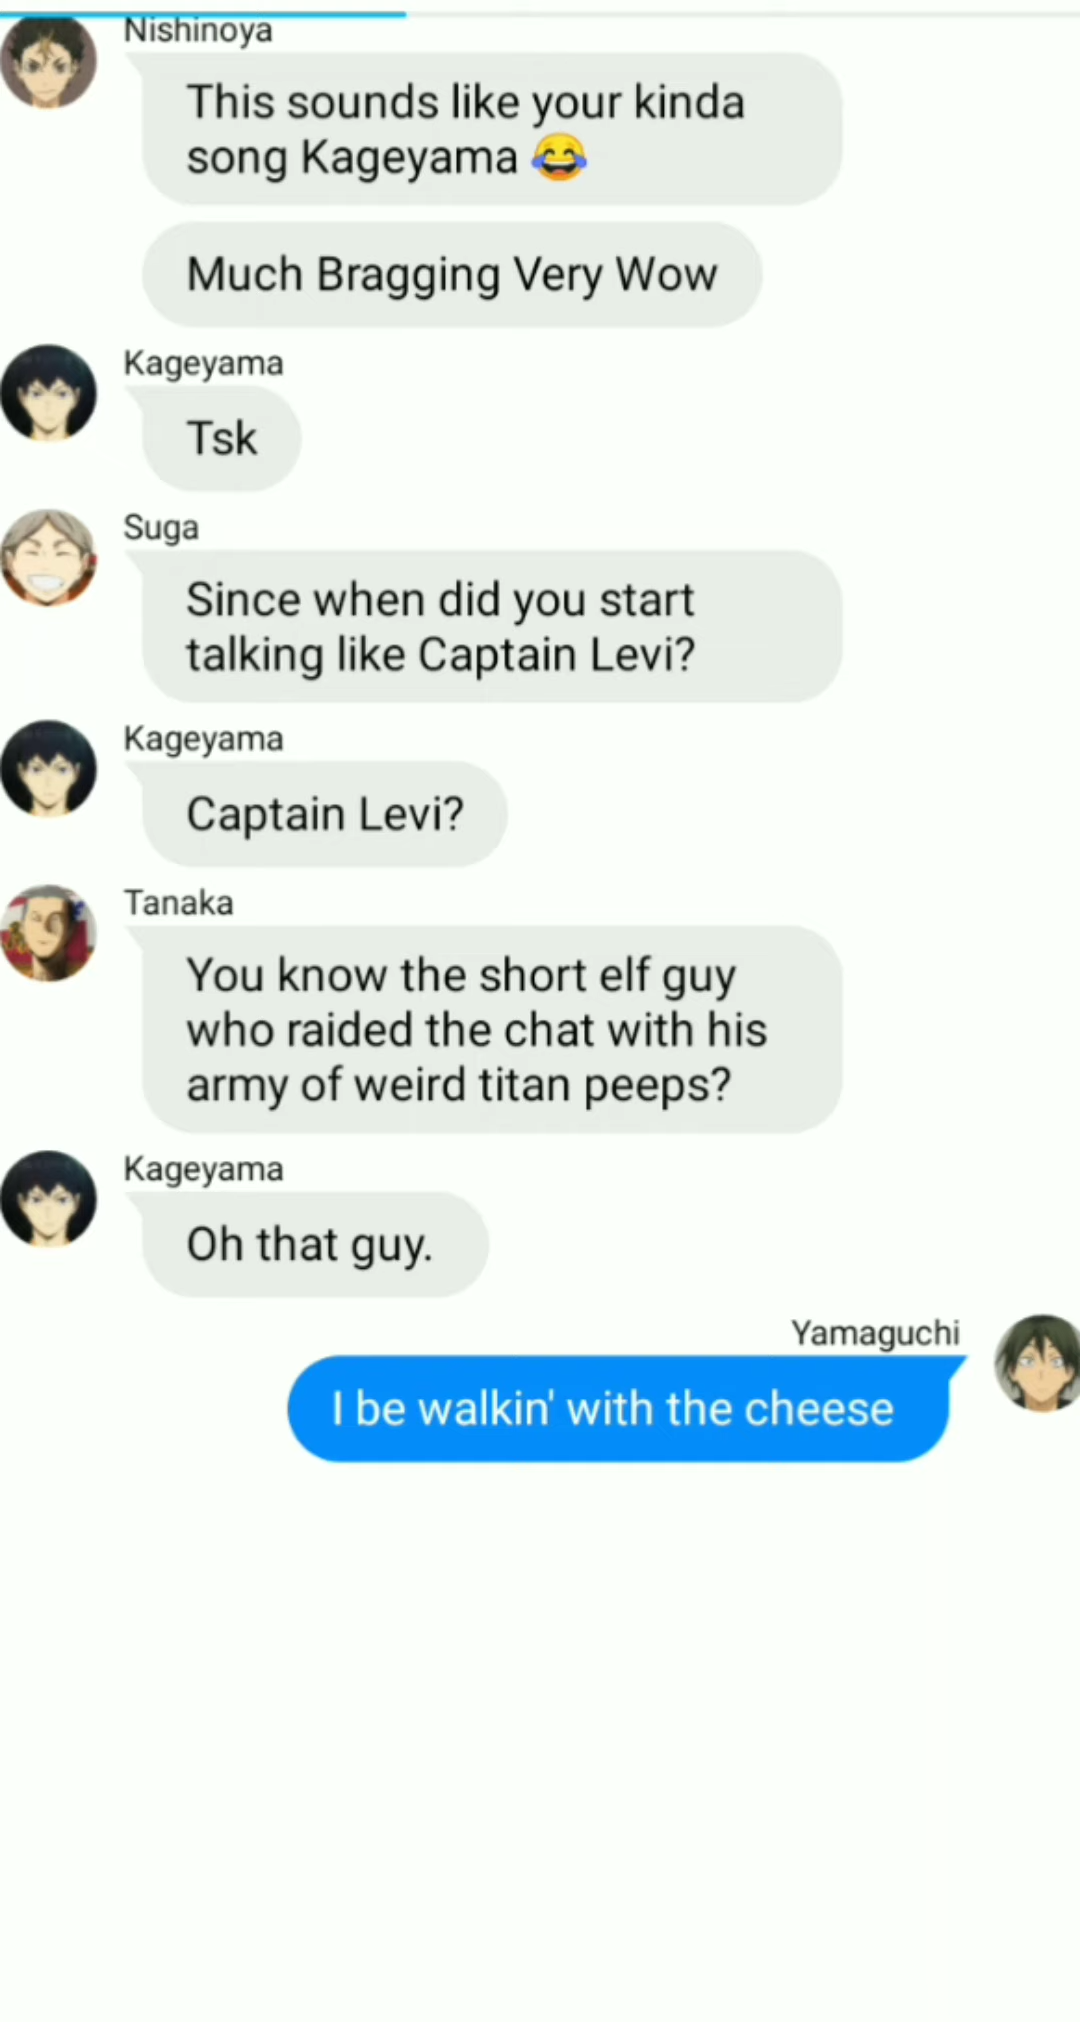 Nishinoya
This sounds like your kinda
song Kageyama 😂
Much Bragging Very Wow
Kageyama
Tsk
Suga
Since when did you start
talking like Captain Levi?
Kageyama
Captain Levi?
Tanaka
You know the short elf guy
who raided the chat with his
army of weird titan peeps?
Kageyama
Oh that guy.
Yamaguchi
I be walkin' with the cheese